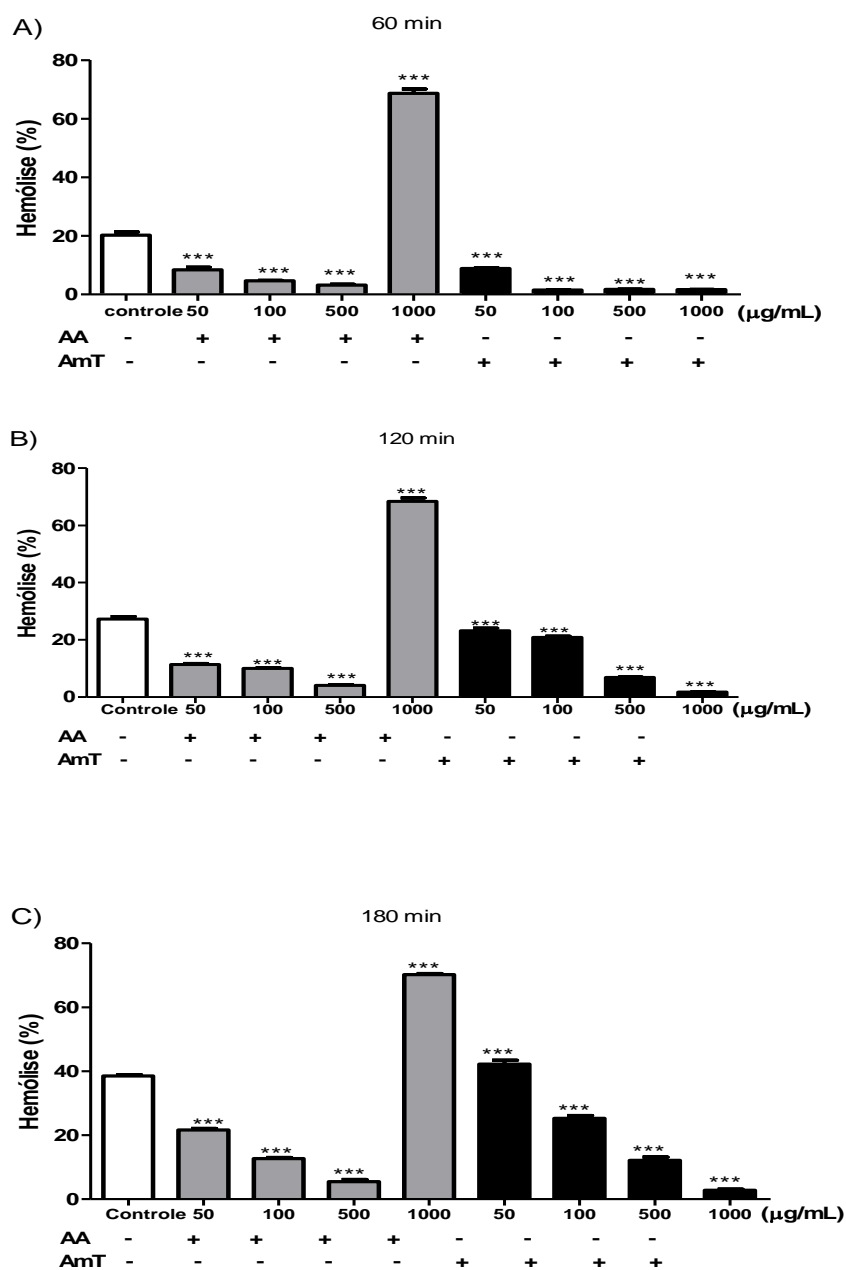 A)
60 min
Hemólise (%)
80
60
40
20
0
*** *** *** *** *** *** *** ***
controle 50 100 500 1000 50 100 500 1000 (µg/mL)
AA - + + + + - - - -
AmT - - - - - + + + +
B)
120 min
Hemólise (%)
80
60
40
20
0
*** *** *** *** *** *** *** ***
Controle 50 100 500 1000 50 100 500 1000 (µg/mL)
AA - + + + + - - - -
AmT - - - - - + + + +
C)
180 min
Hemólise (%)
80
60
40
20
0
*** *** *** *** *** *** *** ***
Controle 50 100 500 1000 50 100 500 1000 (µg/mL)
AA - + + + + - - - -
AmT - - - - - + + + +